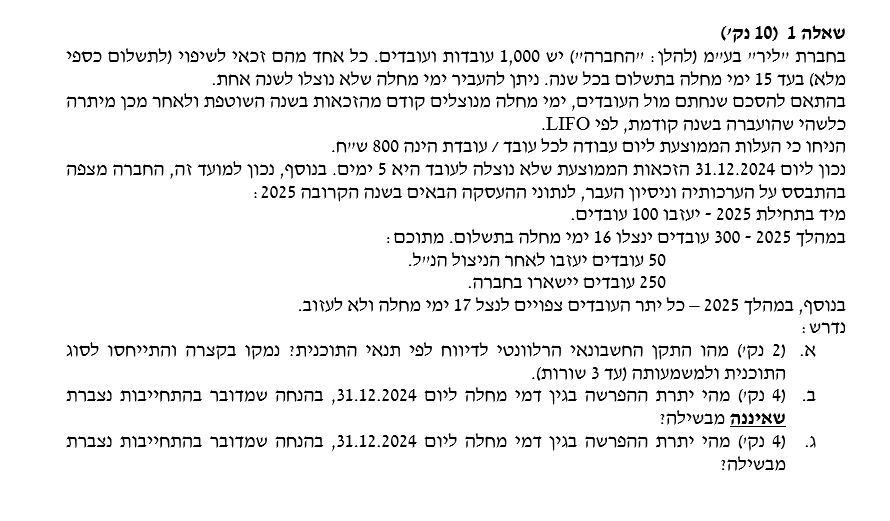 שאלה 1 (10 נק')
בחברת "ליר" בע"מ (להלן: "החברה") יש 1,000 עובדות ועובדים. כל אחד מהם זכאי לשיפוי (לתשלום כספי
מלא) בעד 15 ימי מחלה בתשלום בכל שנה. ניתן להעביר ימי מחלה שלא נוצלו לשנה אחת.
בהתאם להסכם שנחתם מול העובדים, ימי מחלה מנוצלים קודם מהזכאות בשנה השוטפת ולאחר מכן מיתרה
כלשהי שהועברה בשנה קודמת, לפי LIFO.
הניחו כי העלות הממוצעת ליום עבודה לכל עובד / עובדת הינה 800 ש"ח.
נכון ליום 31.12.2024 הזכאות הממוצעת שלא נוצלה לעובד היא 5 ימים. בנוסף, נכון למועד זה, החברה מצפה
בהתבסס על הערכותיה וניסיון העבר, לנתוני ההעסקה הבאים בשנה הקרובה 2025:
מיד בתחילת 2025 - יעזבו 100 עובדים.
במהלך 2025 - 300 עובדים ינצלו 16 ימי מחלה בתשלום. מתוכם:
50 עובדים יעזבו לאחר הניצול הנ"ל.
250 עובדים יישארו בחברה.
בנוסף, במהלך 2025 – כל יתר העובדים צפויים לנצל 17 ימי מחלה ולא לעזוב.
נדרש:
א. (2 נק') מהו התקן החשבונאי הרלוונטי לדיווח לפי תנאי התוכנית? נמקו בקצרה והתייחסו לסוג
התוכנית ולמשמעותה (עד 3 שורות).
ב. (4 נק') מהי יתרת ההפרשה בגין דמי מחלה ליום 31.12.2024, בהנחה שמדובר בהתחייבות נצברת
שאיננה מבשילה?
ג. (4 נק') מהי יתרת ההפרשה בגין דמי מחלה ליום 31.12.2024, בהנחה שמדובר בהתחייבות נצברת
מבשילה?